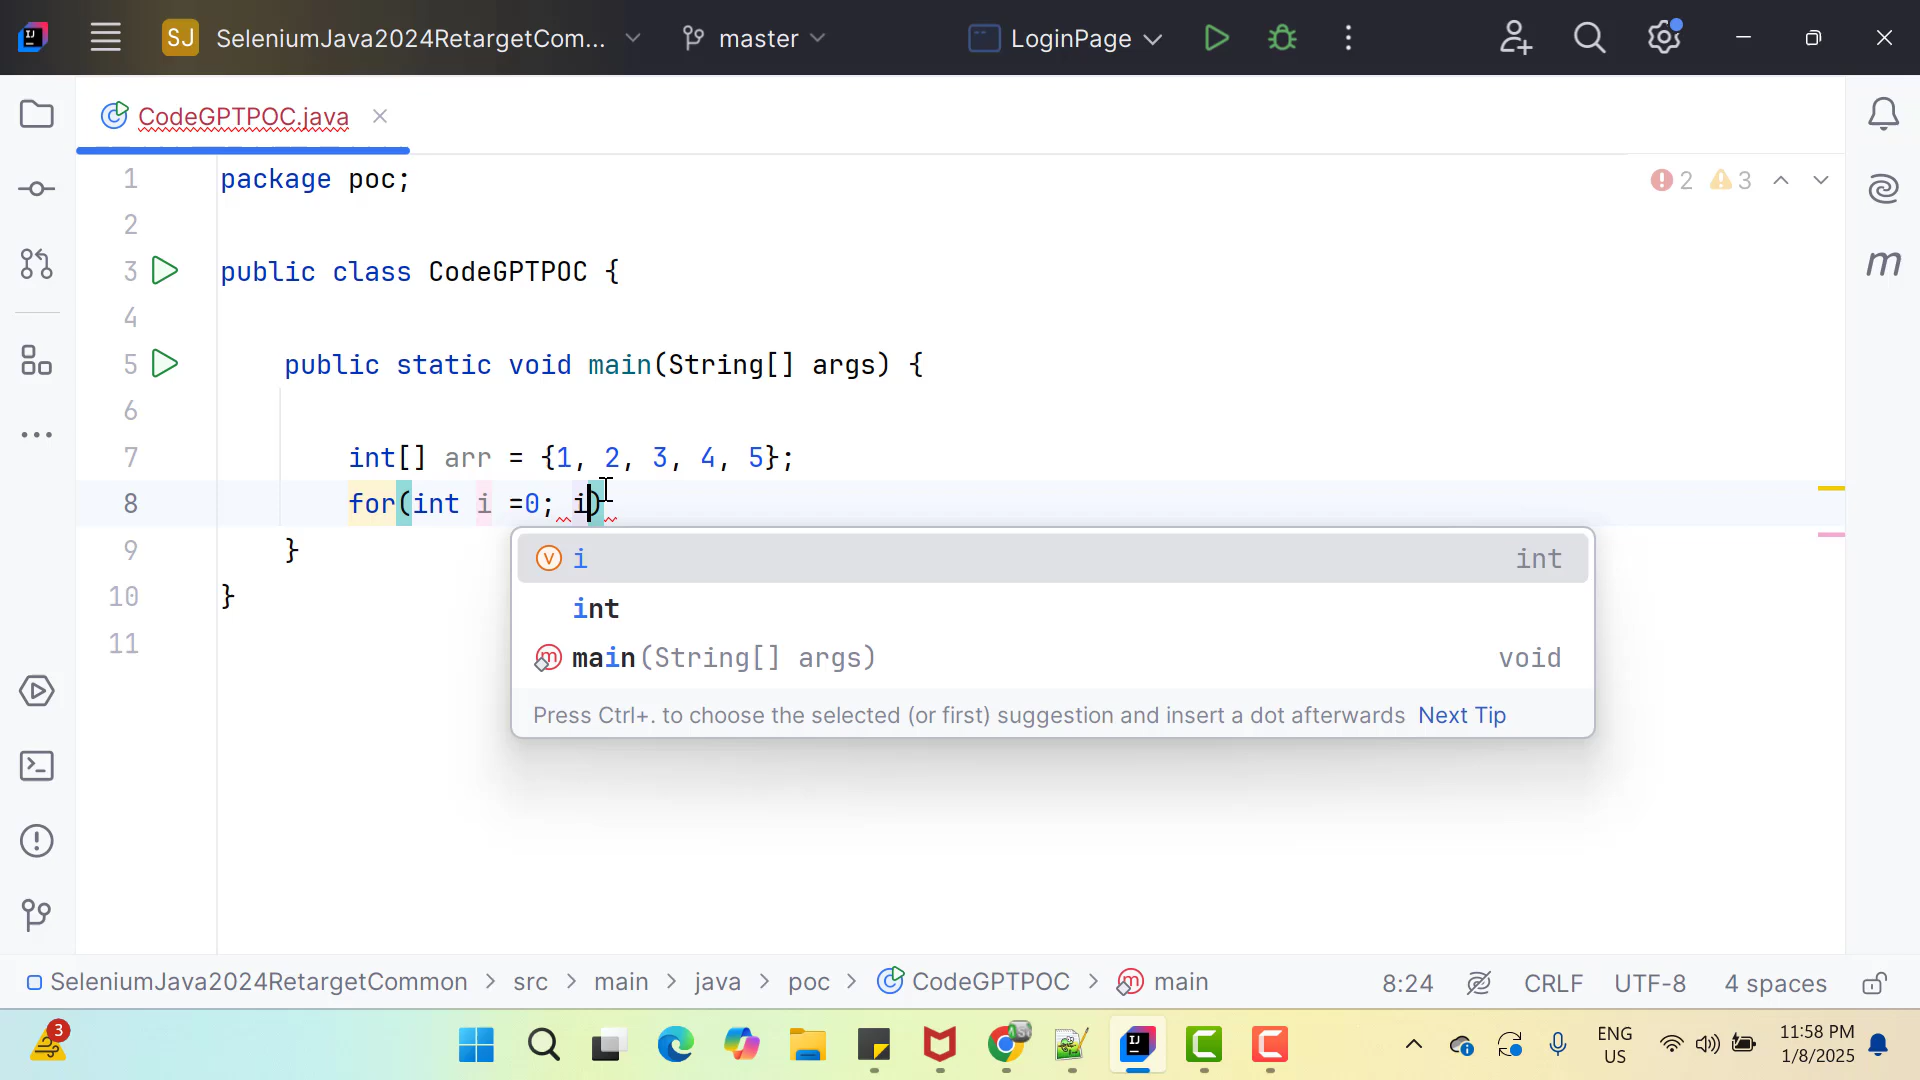 SJ SeleniumJava2024RetargetCom... master LoginPage
CodeGPTPOC.java
1 package poc;
2 3
2
3 public class CodeGPTPOC {
4
5 public static void main(String[] args) {
6
7 int[] arr = {1, 2, 3, 4, 5};
8 for(int i =0; i)
9 }
10 }
11
i int
int
main(String[] args) void
Press Ctrl+. to choose the selected (or first) suggestion and insert a dot afterwards Next Tip
SeleniumJava2024RetargetCommon > src > main > java > poc > CodeGPTPOC > main 8:24 CRLF UTF-8 4 spaces
3
ENG
US
11:58 PM
1/8/2025